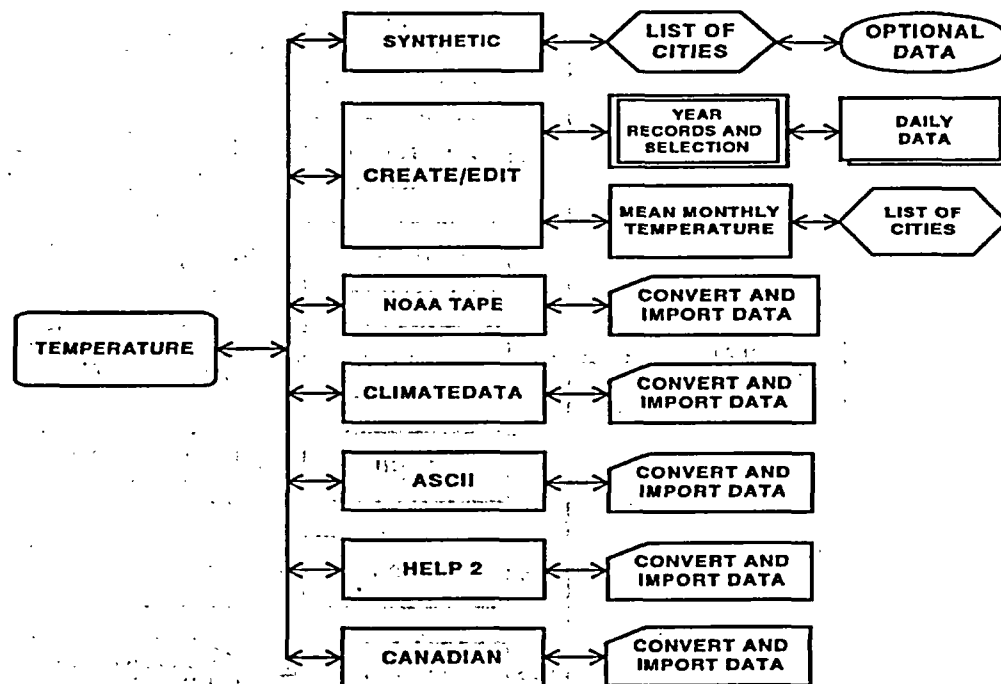 SYNTHETIC
LIST OF
CITIES
OPTIONAL
DATA
CREATE/EDIT
YEAR
RECORDS AND
SELECTION
DAILY
DATA
MEAN MONTHLY
TEMPERATURE
LIST OF
CITIES
TEMPERATURE
NOAA TAPE
CONVERT AND
IMPORT DATA
CLIMATEDATA
CONVERT AND
IMPORT DATA
ASCII
CONVERT AND
IMPORT DATA
HELP 2
CONVERT AND
IMPORT DATA
CANADIAN
CONVERT AND
IMPORT DATA